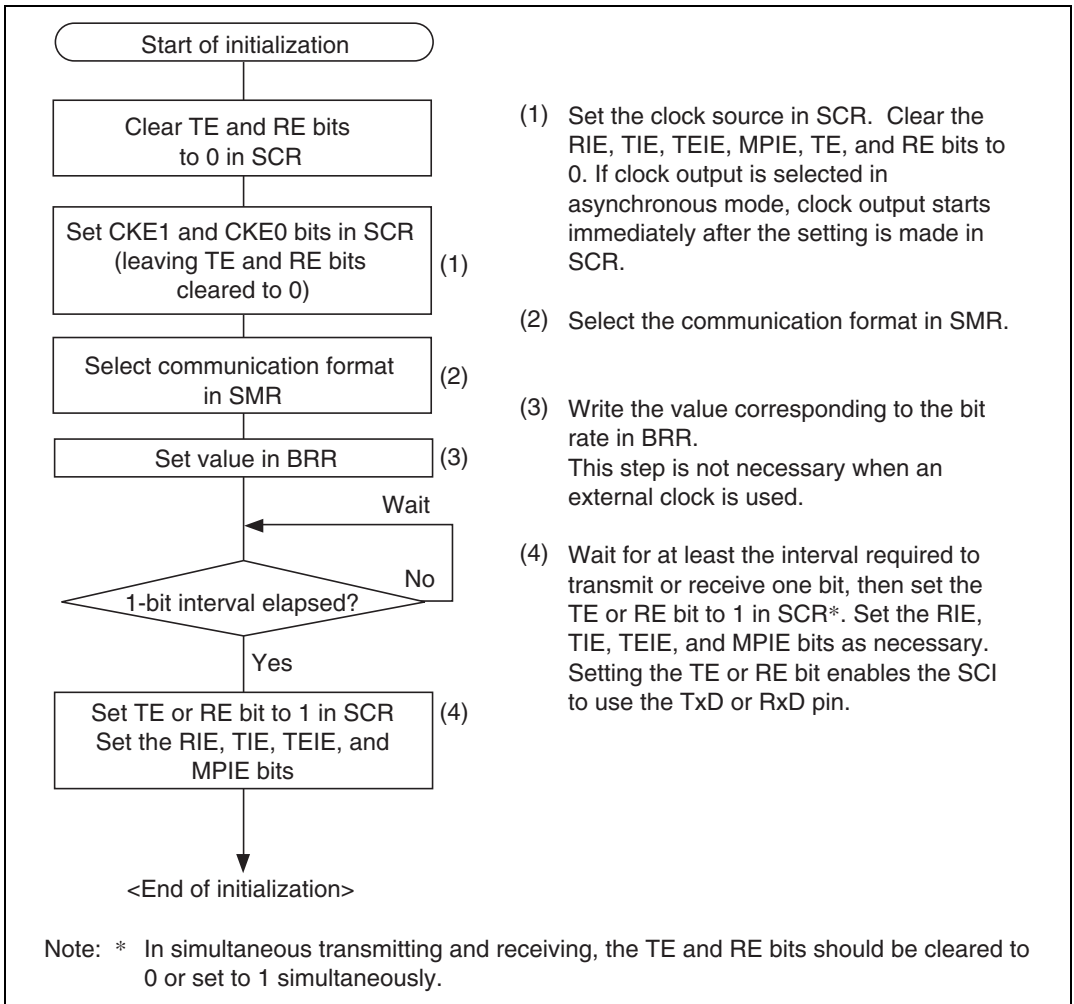 Start of initialization
Clear TE and RE bits
to 0 in SCR
Set CKE1 and CKE0 bits in SCR
(leaving TE and RE bits
cleared to 0)
(1)
Select communication format
in SMR
(2)
Set value in BRR
(3)
Wait
No
1-bit interval elapsed?
Yes
Set TE or RE bit to 1 in SCR
Set the RIE, TIE, TEIE, and
MPIE bits
(4)
<End of initialization>
(1) Set the clock source in SCR. Clear the
RIE, TIE, TEIE, MPIE, TE, and RE bits to
0. If clock output is selected in
asynchronous mode, clock output starts
immediately after the setting is made in
SCR.
(2) Select the communication format in SMR.
(3) Write the value corresponding to the bit
rate in BRR.
This step is not necessary when an
external clock is used.
(4) Wait for at least the interval required to
transmit or receive one bit, then set the
TE or RE bit to 1 in SCR*. Set the RIE,
TIE, TEIE, and MPIE bits as necessary.
Setting the TE or RE bit enables the SCI
to use the TxD or RxD pin.
Note: * In simultaneous transmitting and receiving, the TE and RE bits should be cleared to
0 or set to 1 simultaneously.